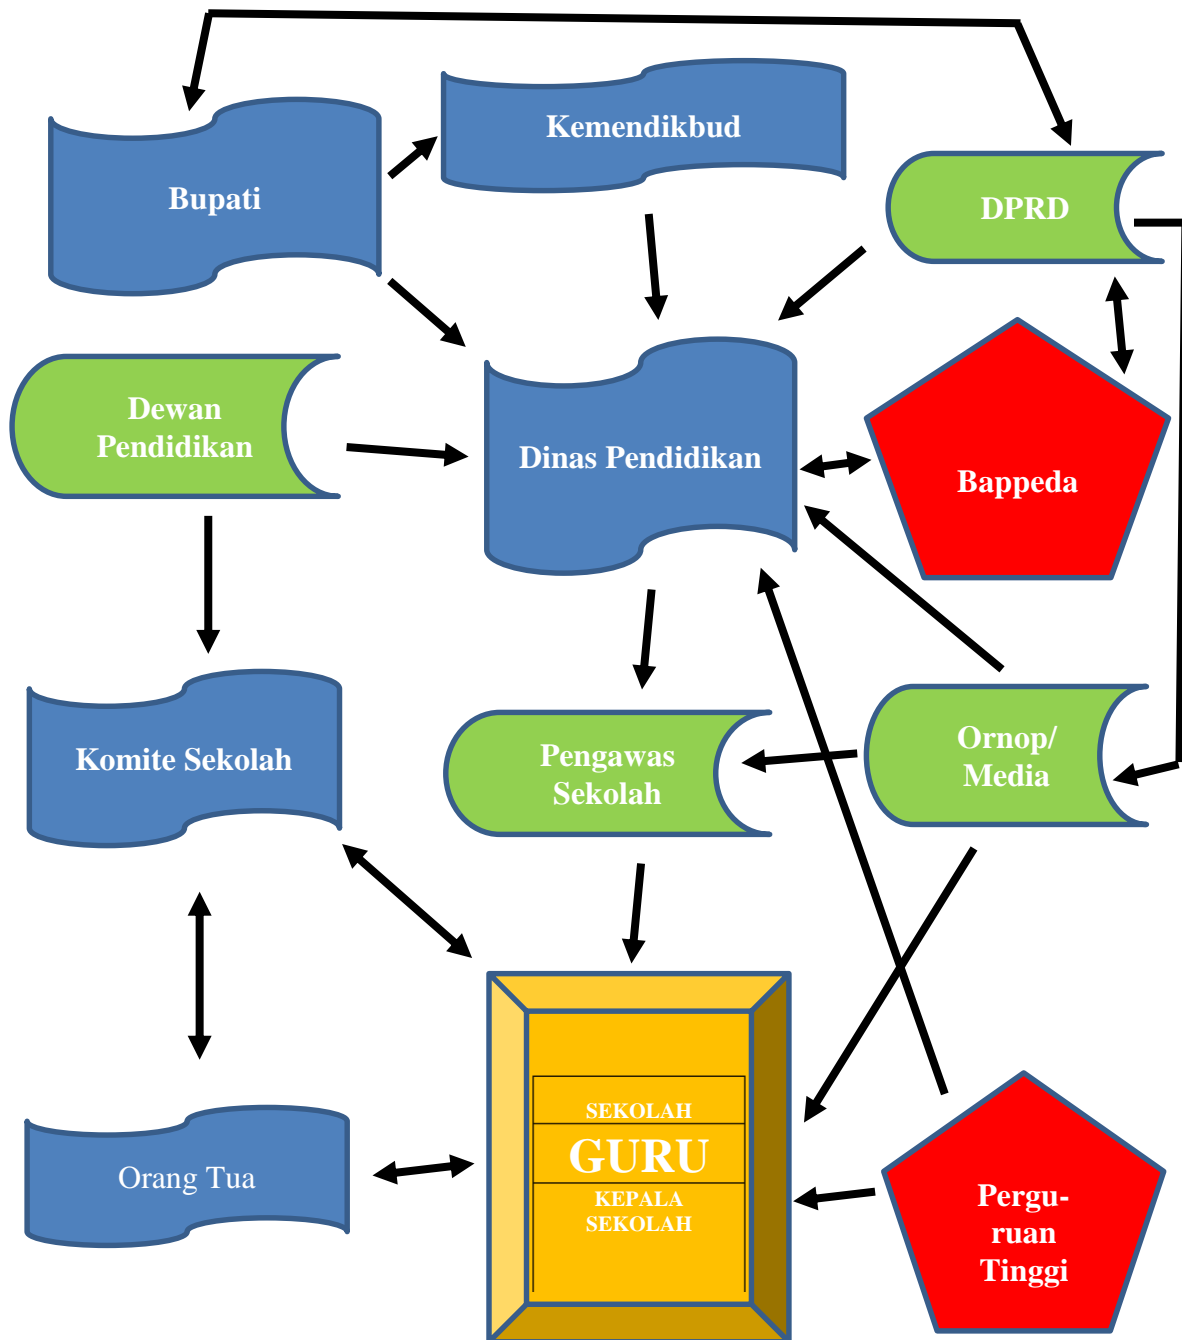 Kemendikbud
Bupati
DPRD
Dewan
Pendidikan
Dinas Pendidikan
Bappeda
Komite Sekolah
Pengawas
Sekolah
Ornop/
Media
SEKOLAH
GURU
KEPALA
SEKOLAH
Orang Tua
Pergu-
ruan
Tinggi